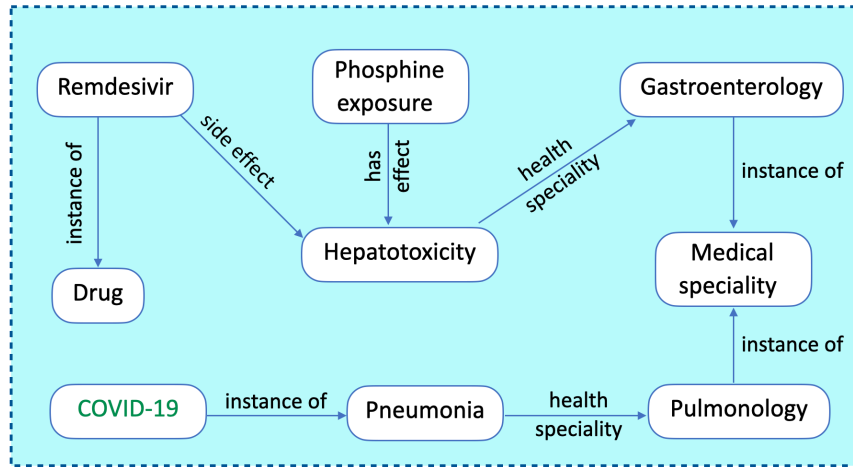 Remdesivir
Phosphine
exposure
Gastroenterology
instance of
side effect
has
effect
health
speciality
instance of
Drug
Hepatotoxicity
Medical
speciality
instance of
COVID-19
instance of
Pneumonia
health
speciality
Pulmonology